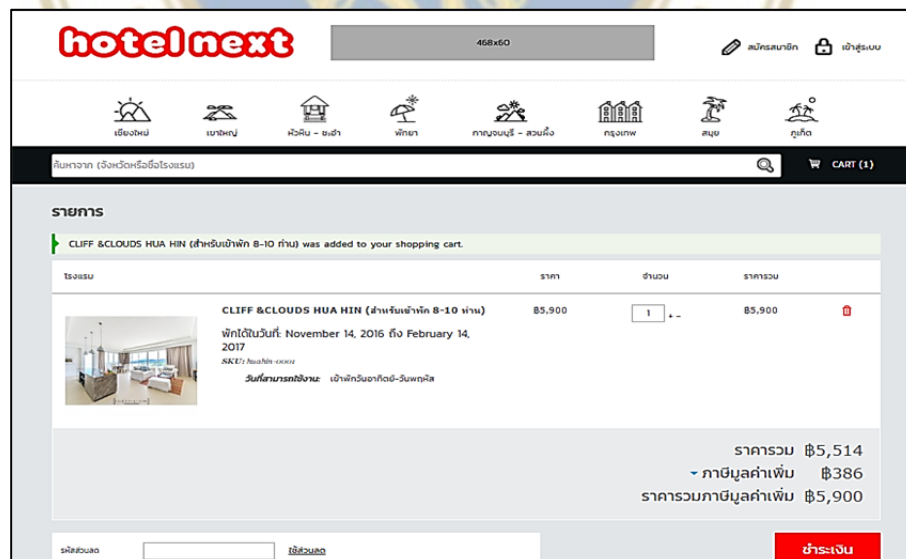 hotel next
468x60
สมัครสมาชิก เข้าสู่ระบบ
เชียงใหม่ เขาใหญ่ หัวหิน - ชะอำ พัทยา กาญจนบุรี - สวนผึ้ง กรุงเทพ สมุย ภูเก็ต
ค้นหาจาก (จังหวัดหรือชื่อโรงแรม) CART (1)
รายการ
CLIFF &CLOUDS HUA HIN (สำหรับเข้าพัก 8-10 ท่าน) was added to your shopping cart.
โรงแรม ราคา จำนวน ราคารวม
CLIFF &CLOUDS HUA HIN (สำหรับเข้าพัก 8-10 ท่าน) ฿5,900 1 + - ฿5,900
พักได้ในวันที่: November 14, 2016 ถึง February 14,
2017
SKU: huahin-0001
วันที่สามารถใช้งาน: เข้าพักวันอาทิตย์-วันพฤหัส
ราคารวม ฿5,514
ภาษีมูลค่าเพิ่ม ฿386
ราคารวมภาษีมูลค่าเพิ่ม ฿5,900
รหัสส่วนลด ใช้ส่วนลด ชำระเงิน